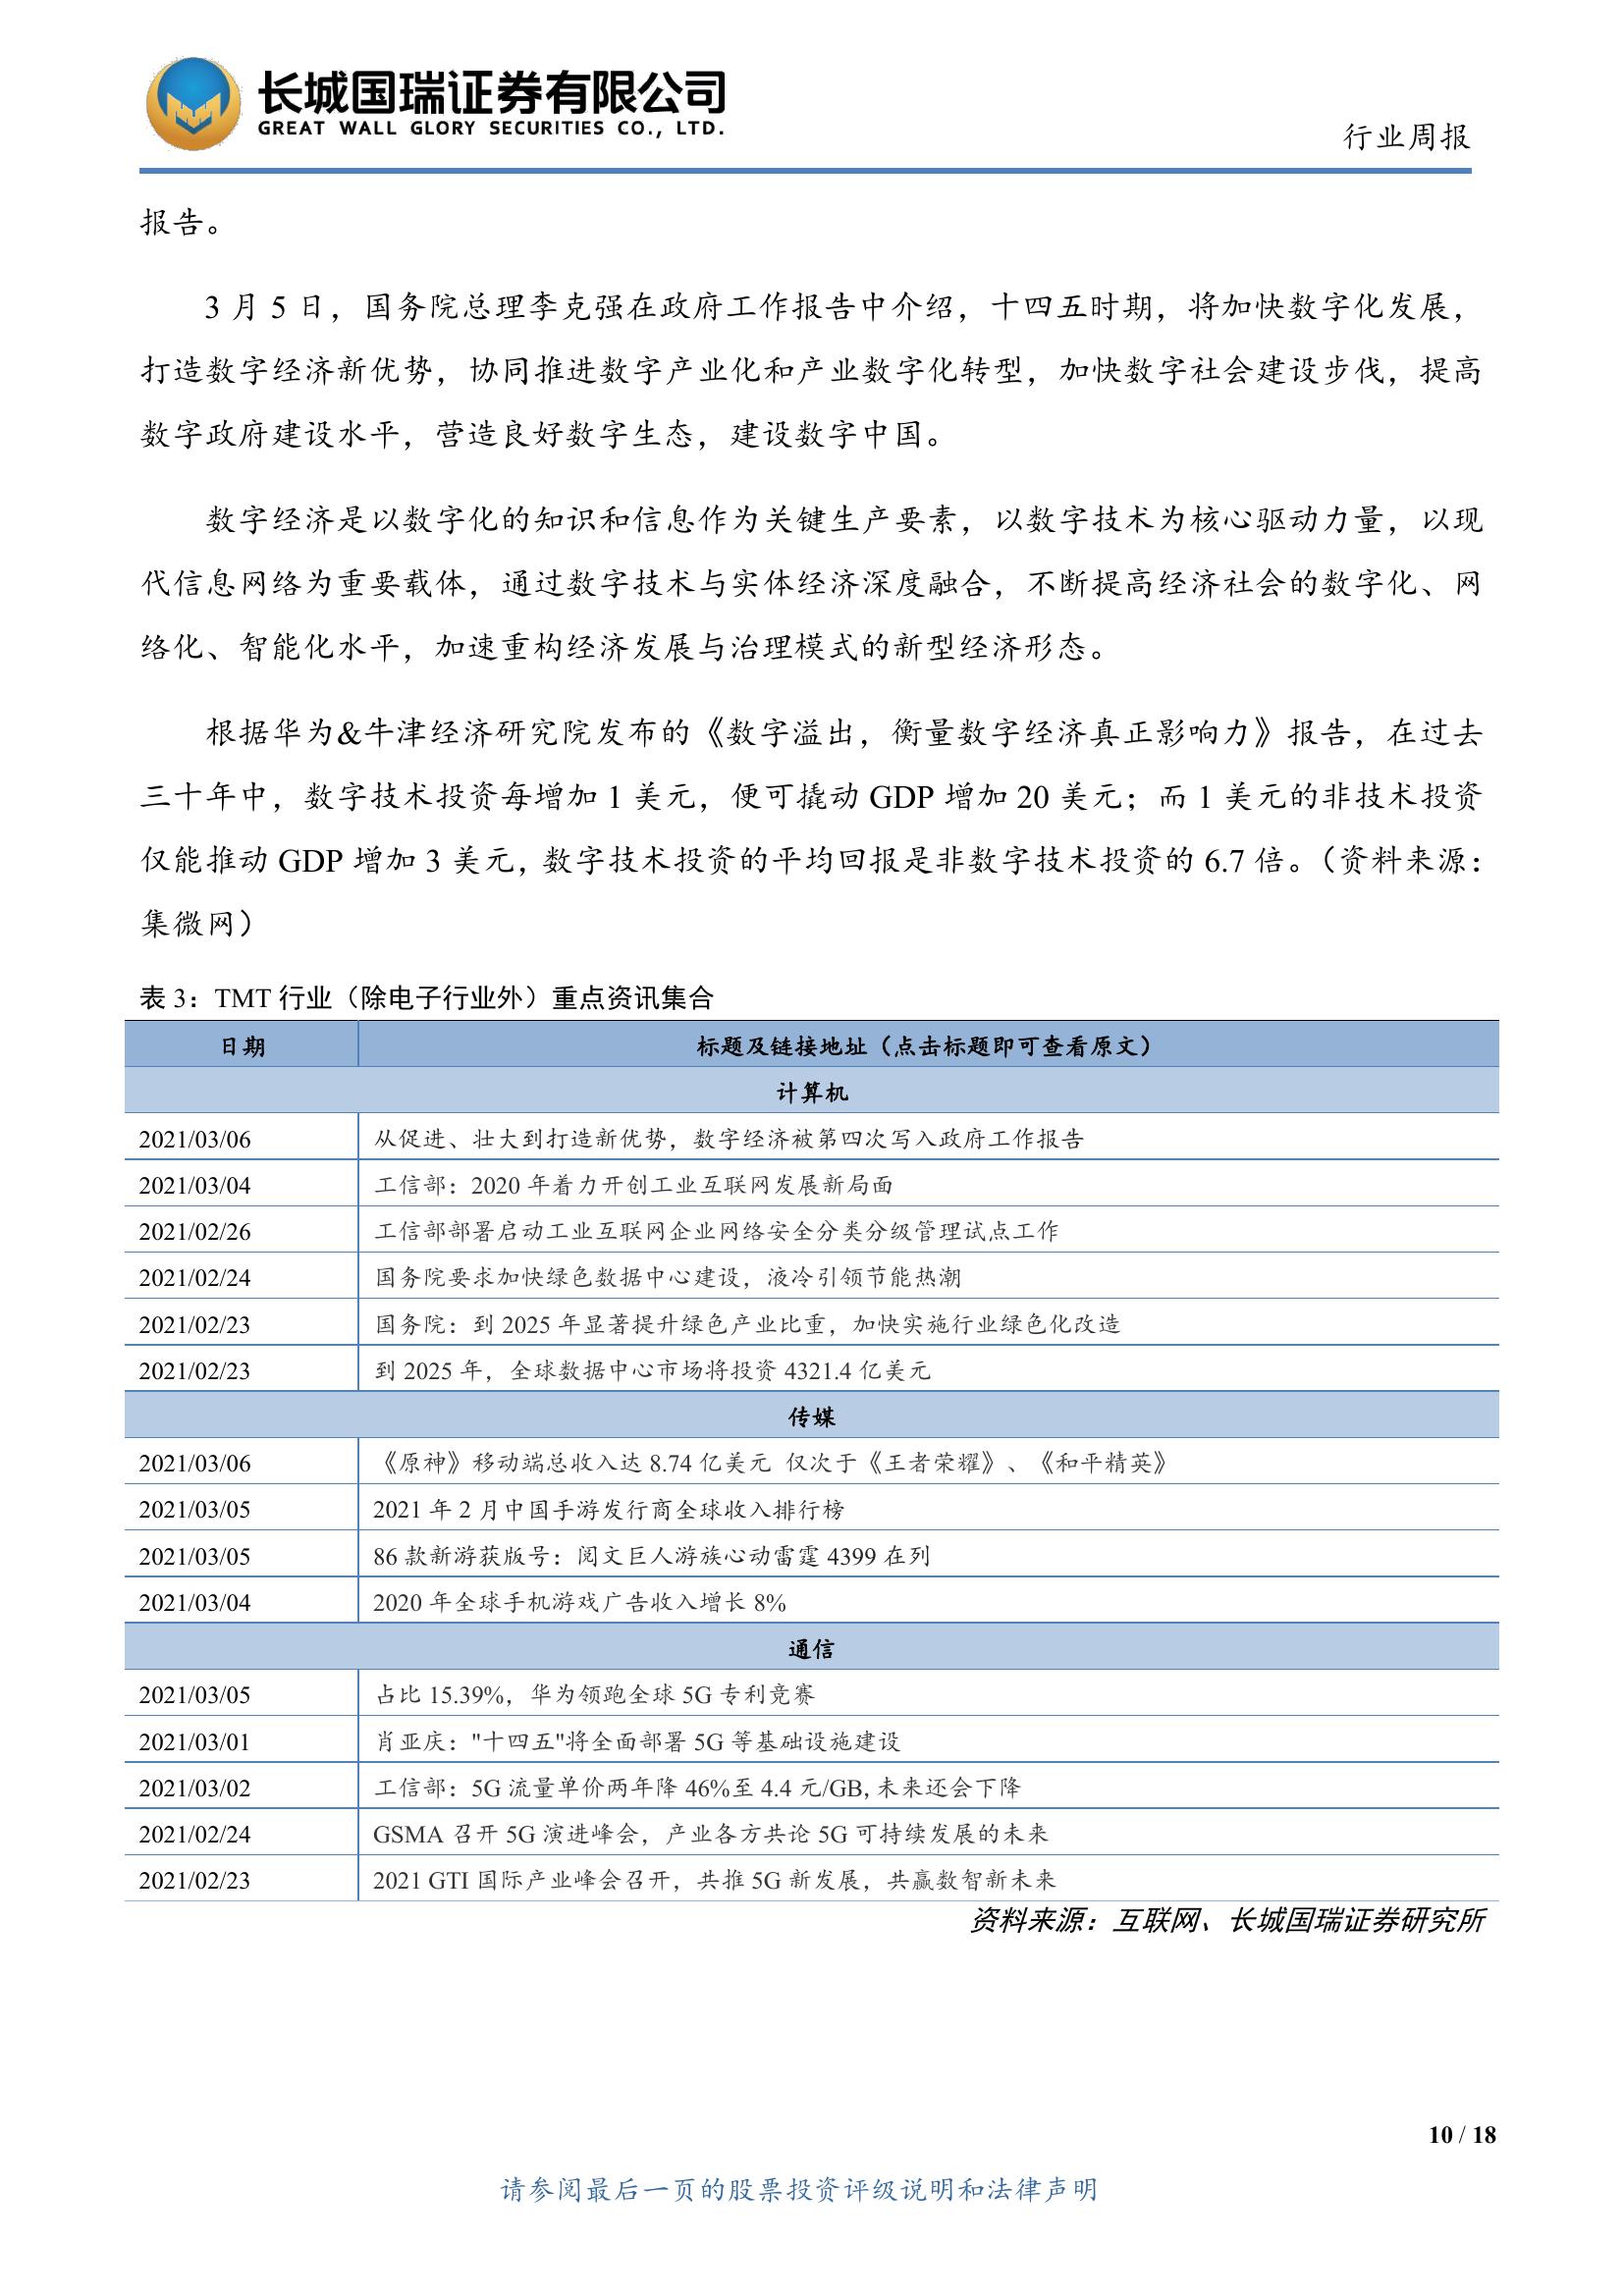 长城国瑞证券有限公司
GREAT WALL GLORY SECURITIES CO., LTD.
行业周报
报告。
3 月 5 日，国务院总理李克强在政府工作报告中介绍，十四五时期，将加快数字化发展，
打造数字经济新优势，协同推进数字产业化和产业数字化转型，加快数字社会建设步伐，提高
数字政府建设水平，营造良好数字生态，建设数字中国。
数字经济是以数字化的知识和信息作为关键生产要素，以数字技术为核心驱动力量，以现
代信息网络为重要载体，通过数字技术与实体经济深度融合，不断提高经济社会的数字化、网
络化、智能化水平，加速重构经济发展与治理模式的新型经济形态。
根据华为&牛津经济研究院发布的《数字溢出，衡量数字经济真正影响力》报告，在过去
三十年中，数字技术投资每增加 1 美元，便可撬动 GDP 增加 20 美元；而 1 美元的非技术投资
仅能推动 GDP 增加 3 美元，数字技术投资的平均回报是非数字技术投资的 6.7 倍。（资料来源：
集微网）
表 3：TMT 行业（除电子行业外）重点资讯集合
日期 标题及链接地址（点击标题即可查看原文）
计算机
2021/03/06 从促进、壮大到打造新优势，数字经济被第四次写入政府工作报告
2021/03/04 工信部：2020 年着力开创工业互联网发展新局面
2021/02/26 工信部部署启动工业互联网企业网络安全分类分级管理试点工作
2021/02/24 国务院要求加快绿色数据中心建设，液冷引领节能热潮
2021/02/23 国务院：到 2025 年显著提升绿色产业比重，加快实施行业绿色化改造
2021/02/23 到 2025 年，全球数据中心市场将投资 4321.4 亿美元
传媒
2021/03/06 《原神》移动端总收入达 8.74 亿美元 仅次于《王者荣耀》、《和平精英》
2021/03/05 2021 年 2 月中国手游发行商全球收入排行榜
2021/03/05 86 款新游获版号：阅文巨人游族心动雷霆 4399 在列
2021/03/04 2020 年全球手机游戏广告收入增长 8%
通信
2021/03/05 占比 15.39%，华为领跑全球 5G 专利竞赛
2021/03/01 肖亚庆："十四五"将全面部署 5G 等基础设施建设
2021/03/02 工信部：5G 流量单价两年降 46%至 4.4 元/GB, 未来还会下降
2021/02/24 GSMA 召开 5G 演进峰会，产业各方共论 5G 可持续发展的未来
2021/02/23 2021 GTI 国际产业峰会召开，共推 5G 新发展，共赢数智新未来
资料来源：互联网、长城国瑞证券研究所
10 / 18
请参阅最后一页的股票投资评级说明和法律声明